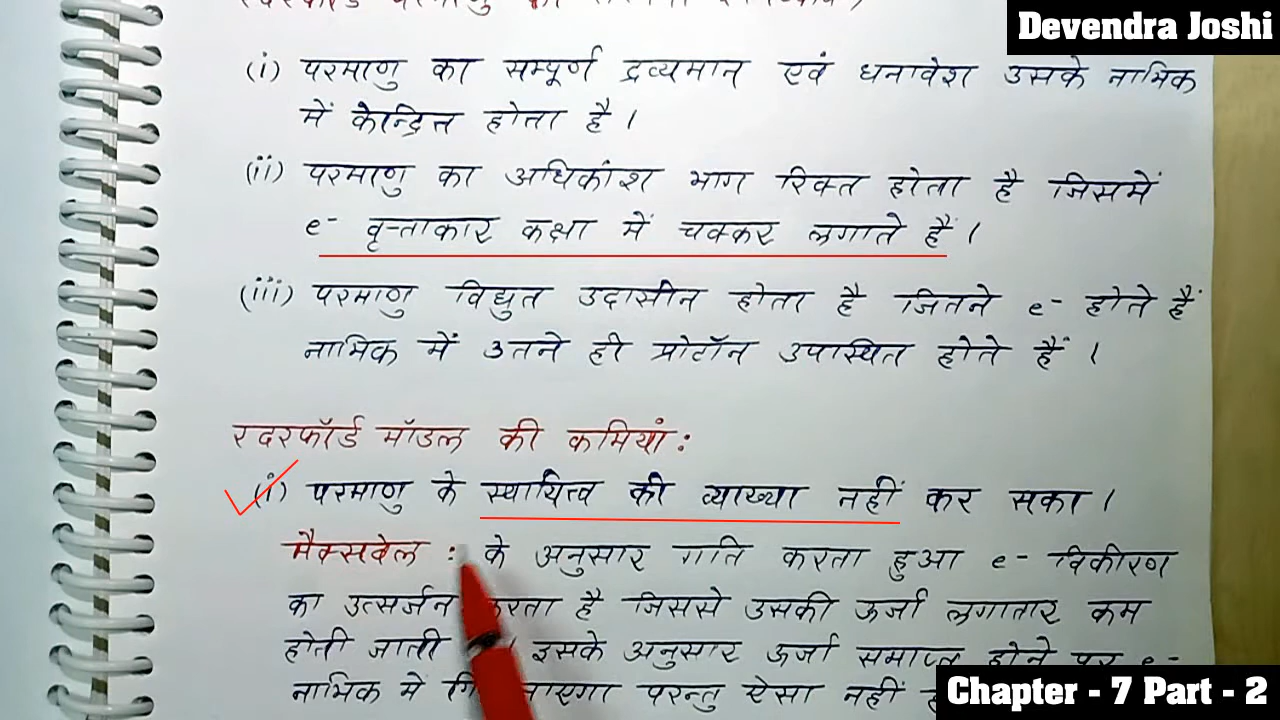 Devendra Joshi
(i) परमाणु का सम्पूर्ण द्रव्यमान एवं धनावेश उसके नाभिक
में केन्द्रित होता है ।
(ii) परमाणु का अधिकांश भाग रिक्त होता है जिसमें
e- वृत्ताकार कक्षा में चक्कर लगाते हैं ।
(iii) परमाणु विद्युत उदासीन होता है जितने e- होते हैं
नाभिक में उतने ही प्रोटॉन उपास्थित होते हैं ।
रदरफॉर्ड मॉडल की कमियां :
(i) परमाणु के स्थायित्व की व्याख्या नहीं कर सका ।
मैक्सवेल : के अनुसार गति करता हुआ e- विकीरण
का उत्सर्जन करता है जिससे उसकी ऊर्जा लगातार कम
होती जाती । इसके अनुसार ऊर्जा समाप्त होने पर e-
नाभिक में परन्तु ऐसा नहीं
Chapter - 7 Part - 2